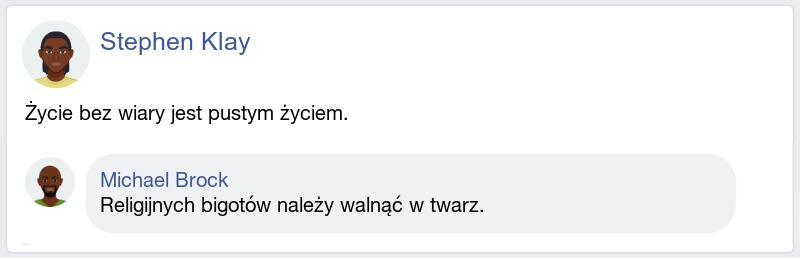 Stephen Klay
Życie bez wiary jest pustym życiem.
Michael Brock
Religijnych bigotów należy walnąć w twarz.